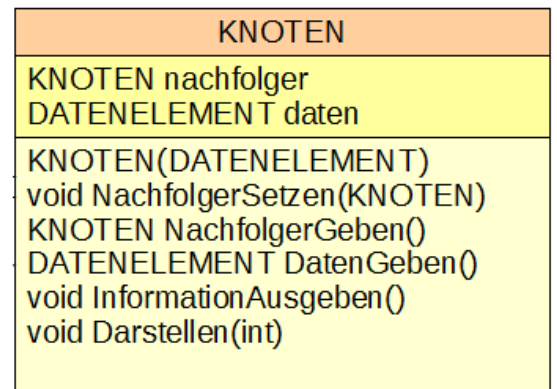 KNOTEN
KNOTEN nachfolger
DATENELEMENT daten
KNOTEN(DATENELEMENT)
void NachfolgerSetzen(KNOTEN)
KNOTEN NachfolgerGeben()
DATENELEMENT DatenGeben()
void InformationAusgeben()
void Darstellen(int)